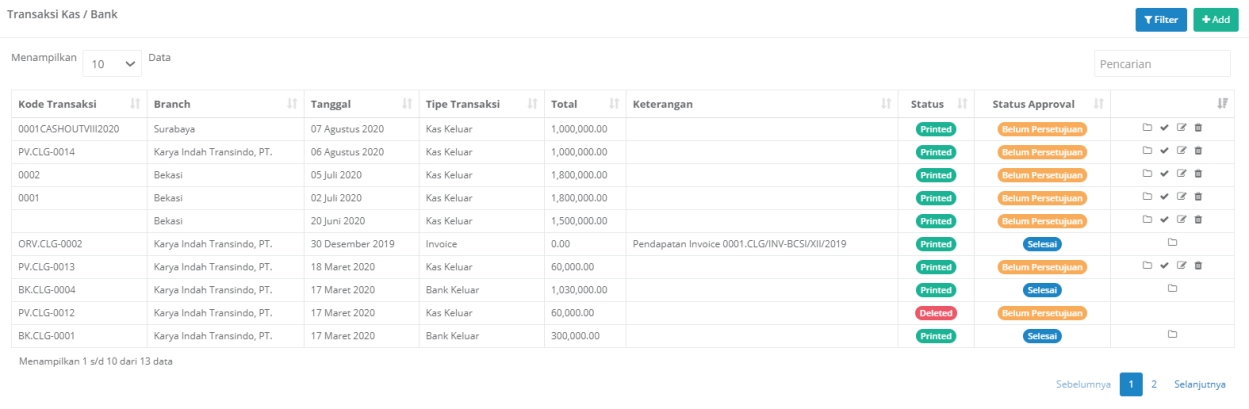 Transaksi Kas / Bank
Filter
Add
Menampilkan 10 Data
Pencarian
Kode Transaksi Branch Tanggal Tipe Transaksi Total Keterangan Status Status Approval
0001CASHOUTVIII2020 Surabaya 07 Agustus 2020 Kas Keluar 1,000,000.00 Printed Belum Persetujuan
PV.CLG-0014 Karya Indah Transindo, PT. 06 Agustus 2020 Kas Keluar 1,000,000.00 Printed Belum Persetujuan
0002 Bekasi 05 Juli 2020 Kas Keluar 1,800,000.00 Printed Belum Persetujuan
0001 Bekasi 02 Juli 2020 Kas Keluar 1,800,000.00 Printed Belum Persetujuan
Bekasi 20 Juni 2020 Kas Keluar 1,500,000.00 Printed Belum Persetujuan
ORV.CLG-0002 Karya Indah Transindo, PT. 30 Desember 2019 Invoice 0.00 Pendapatan Invoice 0001.CLG/INV-BCSI/XII/2019 Printed Selesai
PV.CLG-0013 Karya Indah Transindo, PT. 18 Maret 2020 Kas Keluar 60,000.00 Printed Belum Persetujuan
BK.CLG-0004 Karya Indah Transindo, PT. 17 Maret 2020 Bank Keluar 1,030,000.00 Printed Selesai
PV.CLG-0012 Karya Indah Transindo, PT. 17 Maret 2020 Kas Keluar 60,000.00 Deleted Belum Persetujuan
BK.CLG-0001 Karya Indah Transindo, PT. 17 Maret 2020 Bank Keluar 300,000.00 Printed Selesai
Menampilkan 1 s/d 10 dari 13 data
Sebelumnya 1 2 Selanjutnya